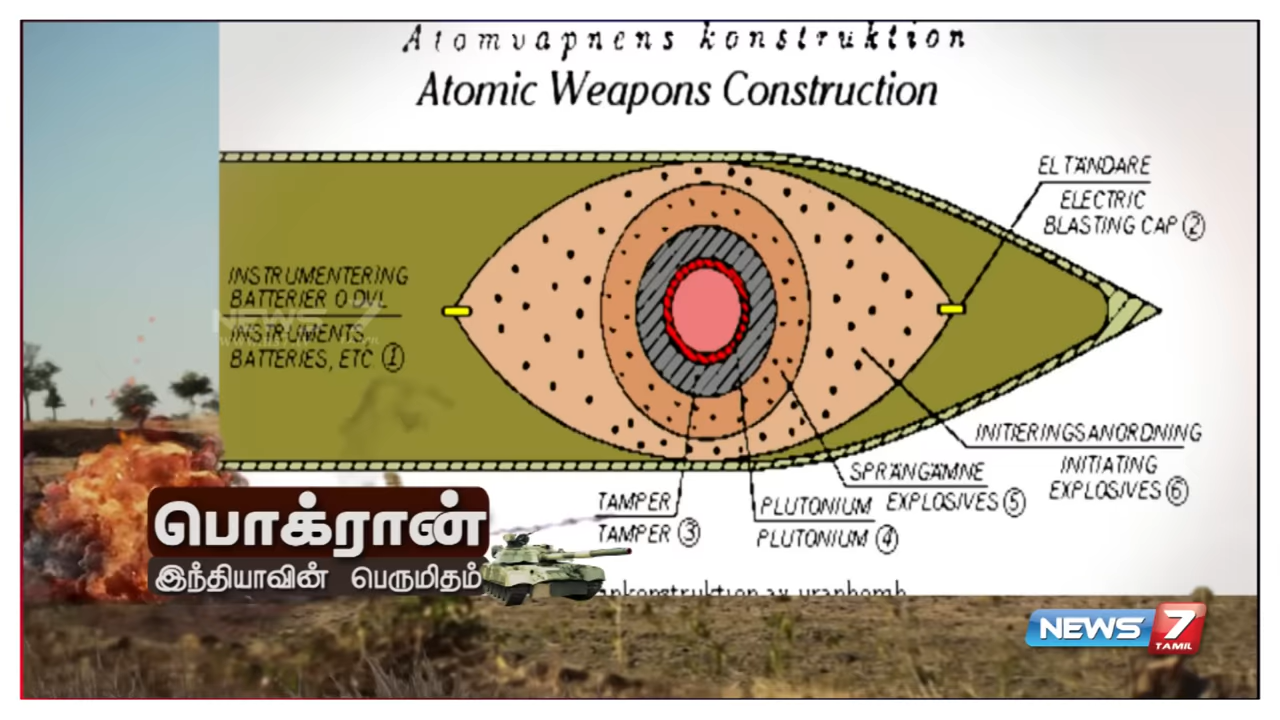 Atomvapnens konstruktion
Atomic Weapons Construction
EL TÄNDARE
ELECTRIC
BLASTING CAP ②
INSTRUMENTERING
BATTERIER O DVL
INSTRUMENTS
BATTERIES, ETC ①
INITIERINGSANORDNING
INITIATING
EXPLOSIVES ⑥
SPRÄNGÄMNE
EXPLOSIVES ⑤
TAMPER
TAMPER ③
PLUTONIUM
PLUTONIUM ④
பொக்ரான்
இந்தியாவின் பெருமிதம்
NEWS 7
TAMIL